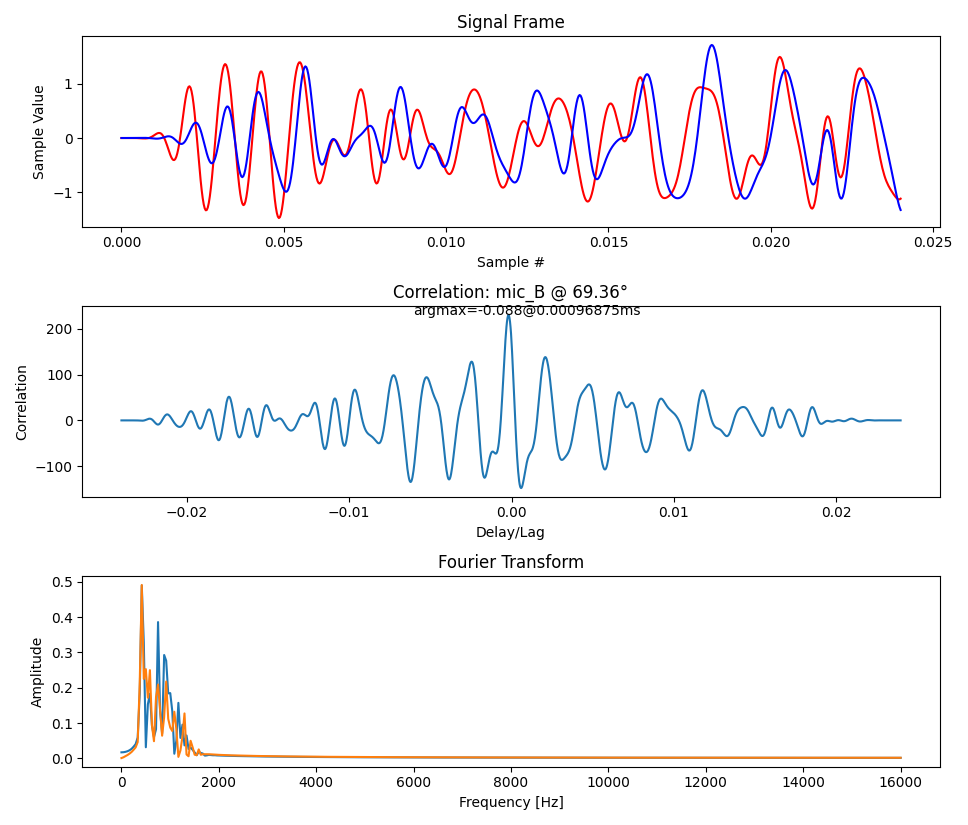 Signal Frame
1
0
−1
Sample Value
0.000 0.005 0.010 0.015 0.020 0.025
Sample #
Correlation: mic_B @ 69.36°
argmax=-0.088@0.00096875ms
200
100
0
−100
Correlation
−0.02 −0.01 0.00 0.01 0.02
Delay/Lag
Fourier Transform
0.5
0.4
0.3
0.2
0.1
0.0
Amplitude
0 2000 4000 6000 8000 10000 12000 14000 16000
Frequency [Hz]